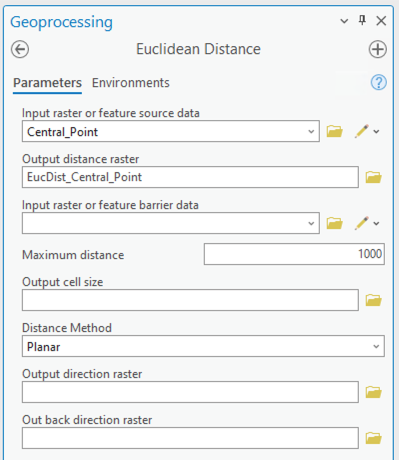 Geoprocessing
Euclidean Distance
Parameters Environments
Input raster or feature source data
Central_Point
Output distance raster
EucDist_Central_Point
Input raster or feature barrier data
Maximum distance 1000
Output cell size
Distance Method
Planar
Output direction raster
Out back direction raster